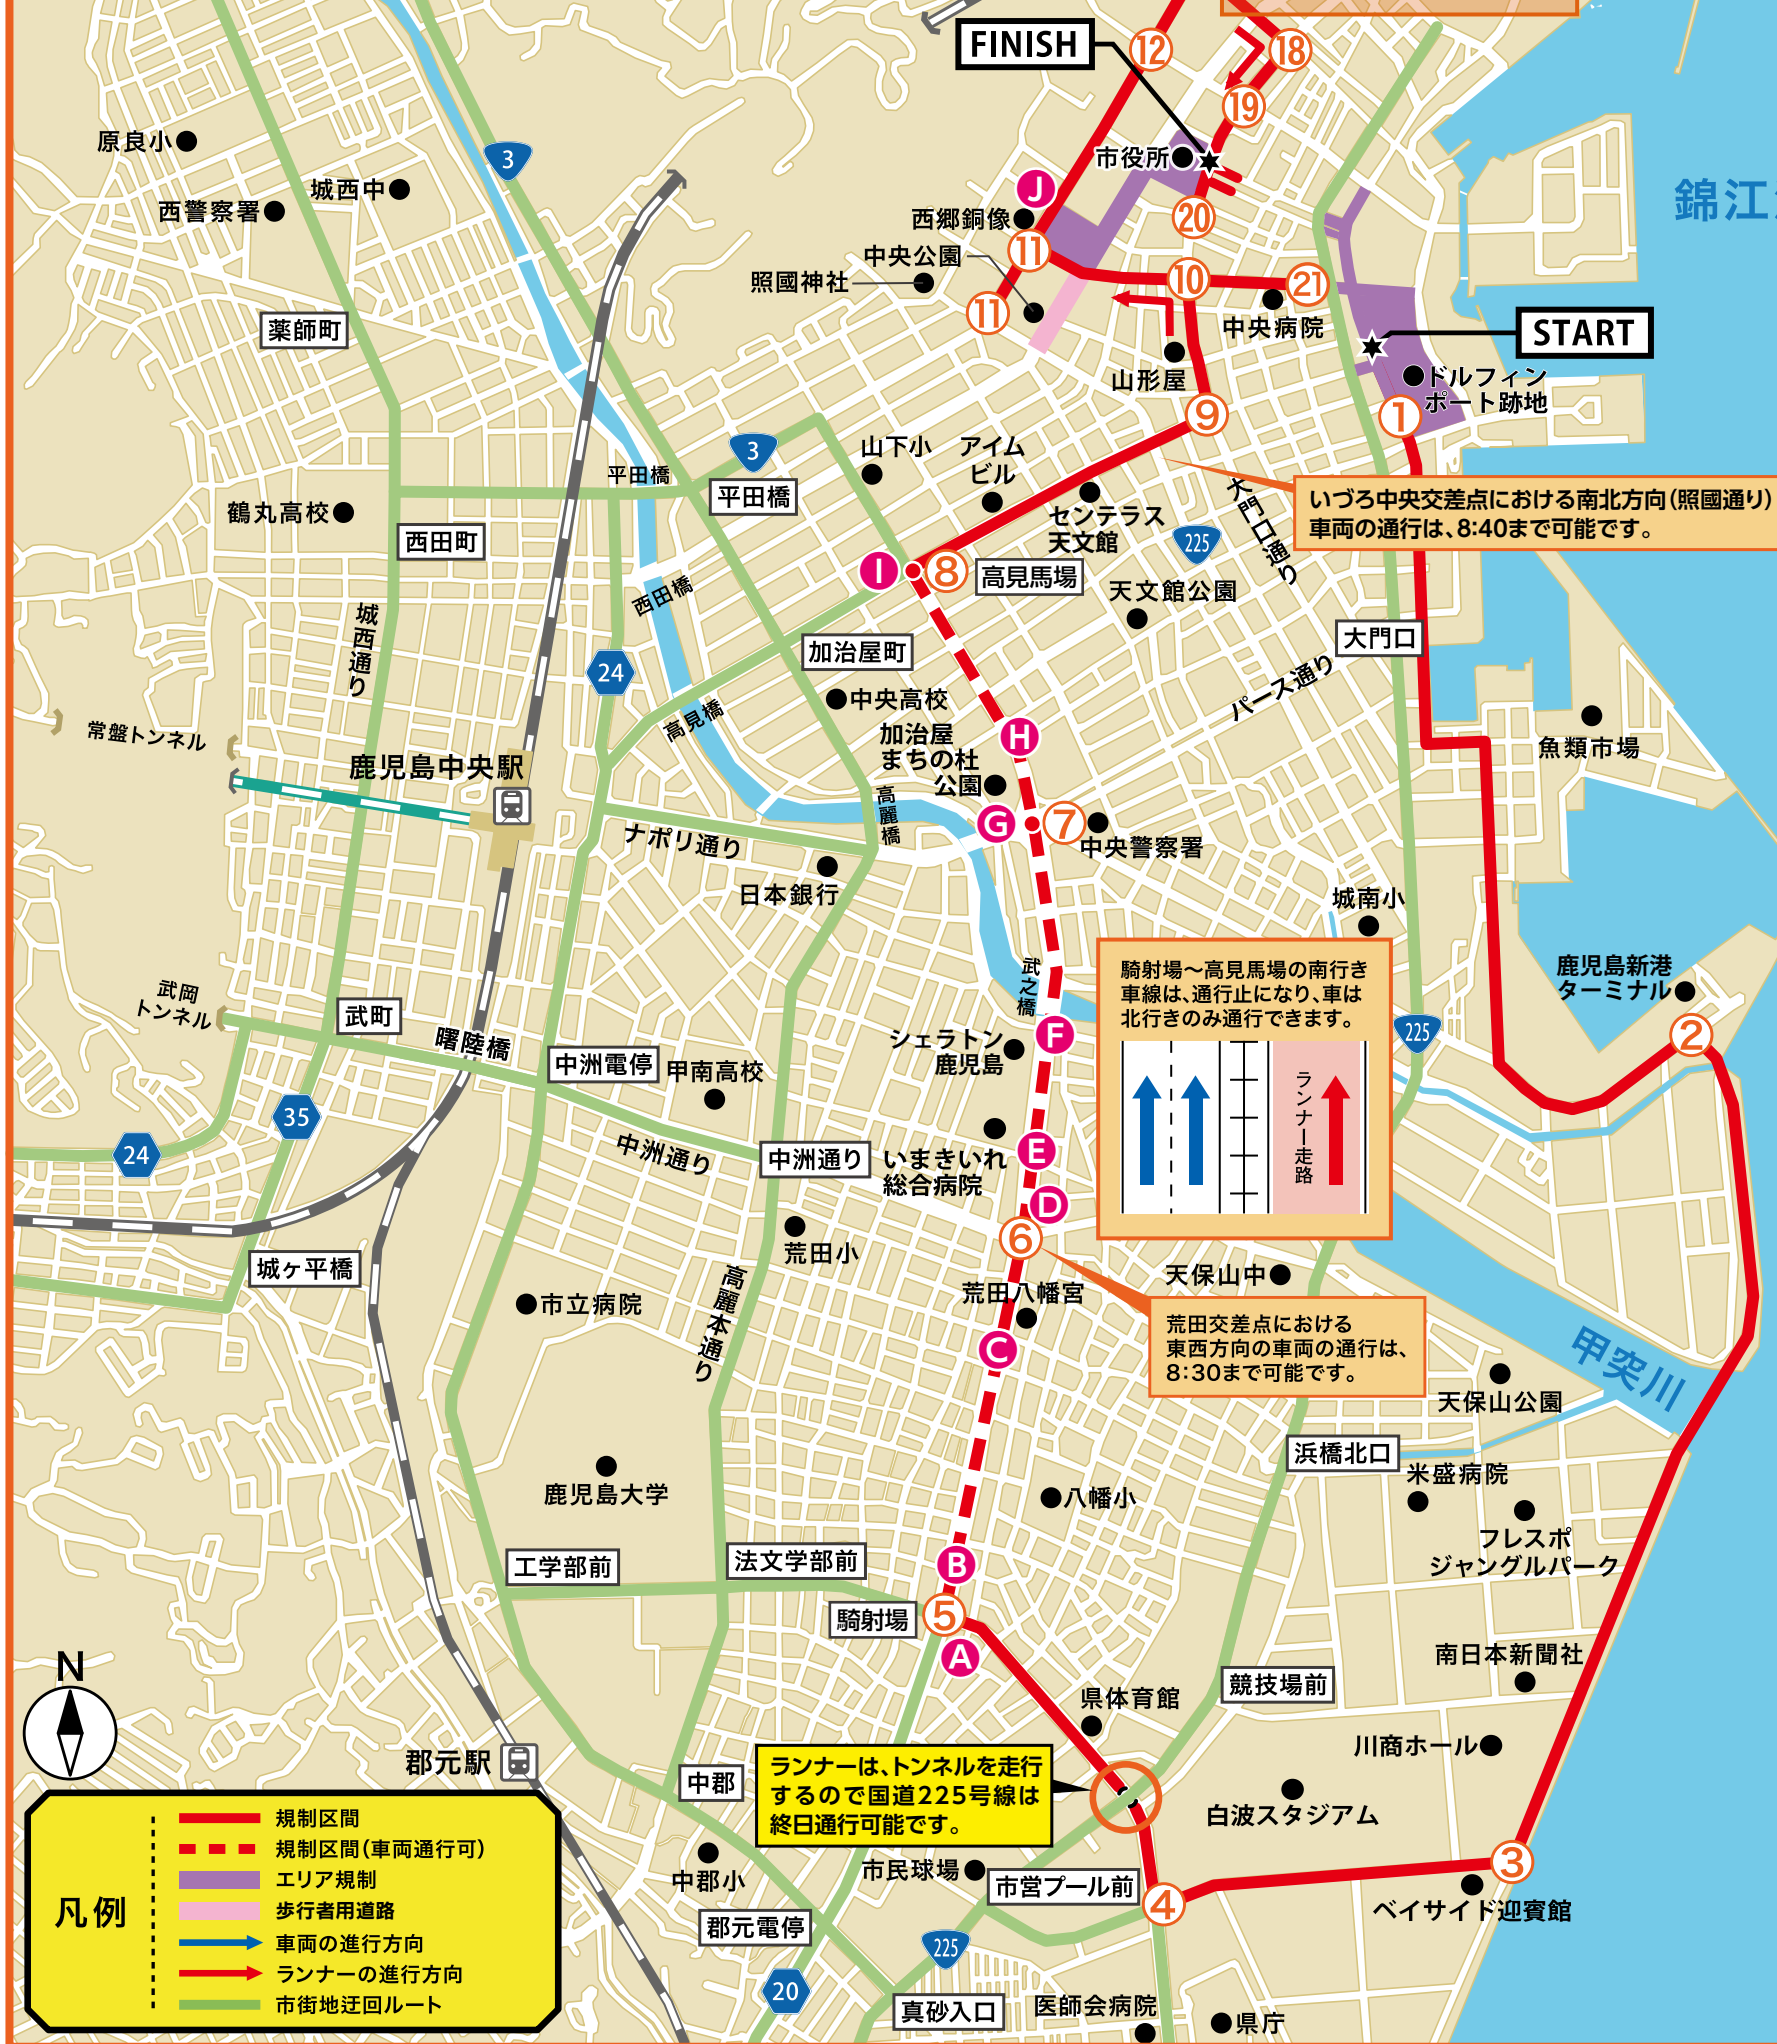 FINISH
⑫
⑱
⑲
原良小
3
市役所
城西中
J
西警察署
西郷銅像
⑳
錦江
中央公園
⑪
照國神社
⑩
㉑
⑪
中央病院
START
薬師町
山形屋
ドルフィン
ポート跡地
①
⑨
3
山下小
アイム
ビル
平田橋
平田橋
いづろ中央交差点における南北方向(照國通り)
車両の通行は、8:40まで可能です。
大門口通り
鶴丸高校
センテラス
天文館
西田町
225
I
⑧
高見馬場
西田橋
天文館公園
城西通り
加治屋町
大門口
24
パース通り
中央高校
高見橋
加治屋
まちの杜
公園
H
常盤トンネル
魚類市場
鹿児島中央駅
高麗橋
G
⑦
ナポリ通り
中央警察署
日本銀行
城南小
騎射場〜高見馬場の南行き
車線は、通行止になり、車は
北行きのみ通行できます。
ランナー走路
武之橋
鹿児島新港
ターミナル
武岡
トンネル
武町
曙陸橋
シェラトン
鹿児島
F
225
②
中洲電停
甲南高校
35
24
中洲通り
中洲通り
E
いまきいれ
総合病院
D
⑥
荒田小
城ヶ平橋
天保山中
高麗本通り
荒田八幡宮
市立病院
荒田交差点における
東西方向の車両の通行は、
8:30まで可能です。
C
甲突川
天保山公園
浜橋北口
米盛病院
鹿児島大学
八幡小
フレスポ
ジャングルパーク
工学部前
法文学部前
B
騎射場
⑤
A
南日本新聞社
N
競技場前
県体育館
川商ホール
郡元駅
中郡
ランナーは、トンネルを走行
するので国道225号線は
終日通行可能です。
白波スタジアム
中郡小
市民球場
市営プール前
④
③
ベイサイド迎賓館
郡元電停
225
20
真砂入口
医師会病院
県庁
凡例
規制区間
規制区間(車両通行可)
エリア規制
歩行者用道路
車両の進行方向
ランナーの進行方向
市街地迂回ルート